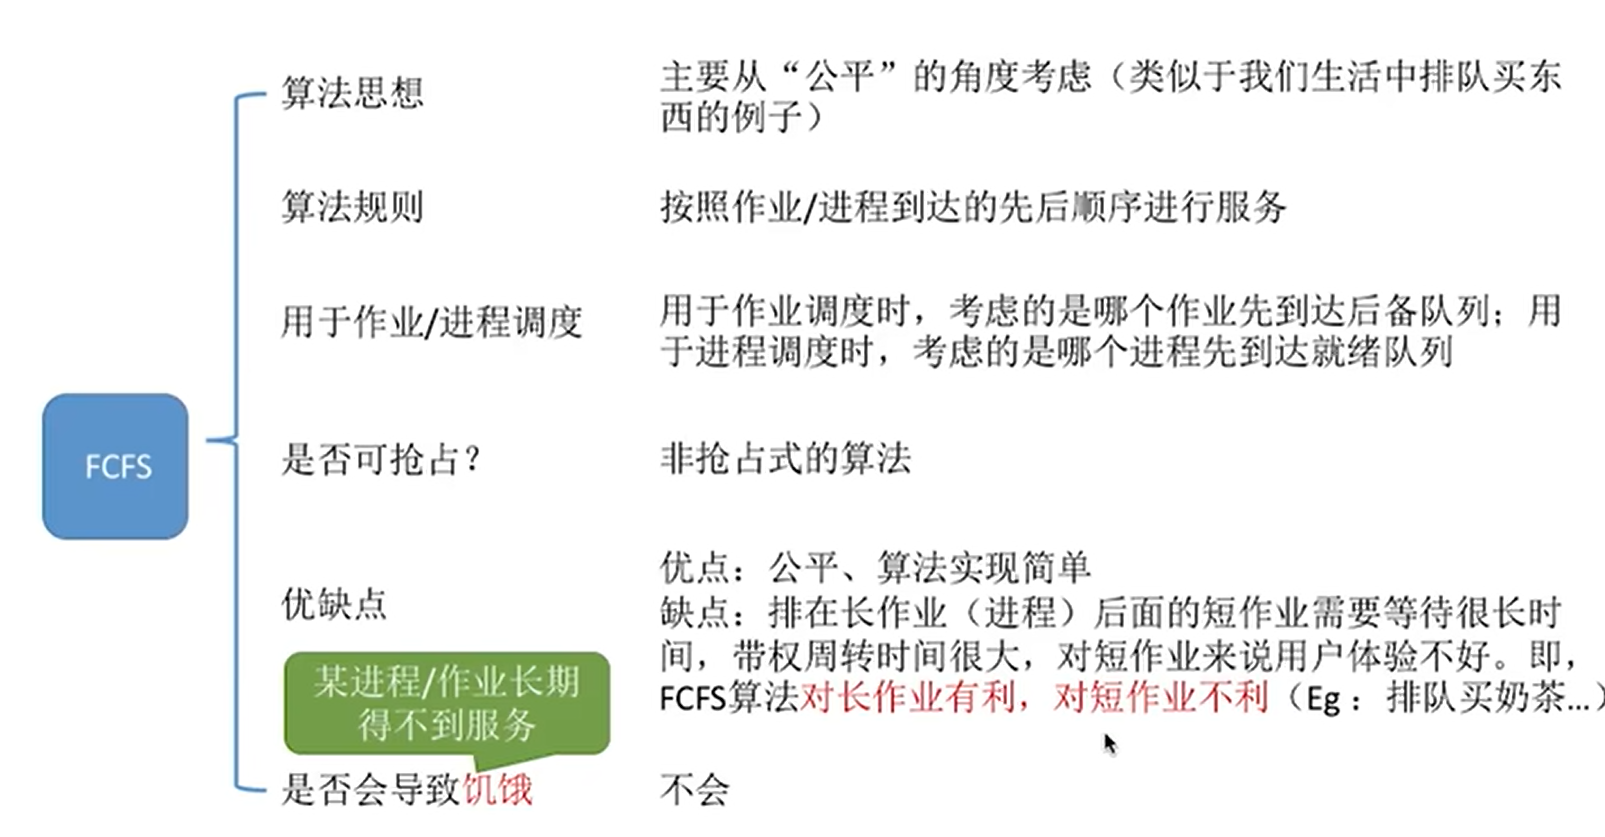 算法思想
主要从“公平”的角度考虑（类似于我们生活中排队买东
西的例子）
算法规则
按照作业/进程到达的先后顺序进行服务
用于作业/进程调度
用于作业调度时，考虑的是哪个作业先到达后备队列；用
于进程调度时，考虑的是哪个进程先到达就绪队列
FCFS
是否可抢占？
非抢占式的算法
优缺点
优点：公平、算法实现简单
缺点：排在长作业（进程）后面的短作业需要等待很长时
间，带权周转时间很大，对短作业来说用户体验不好。即，
FCFS算法对长作业有利，对短作业不利（Eg：排队买奶茶...）
某进程/作业长期
得不到服务
是否会导致饥饿
不会